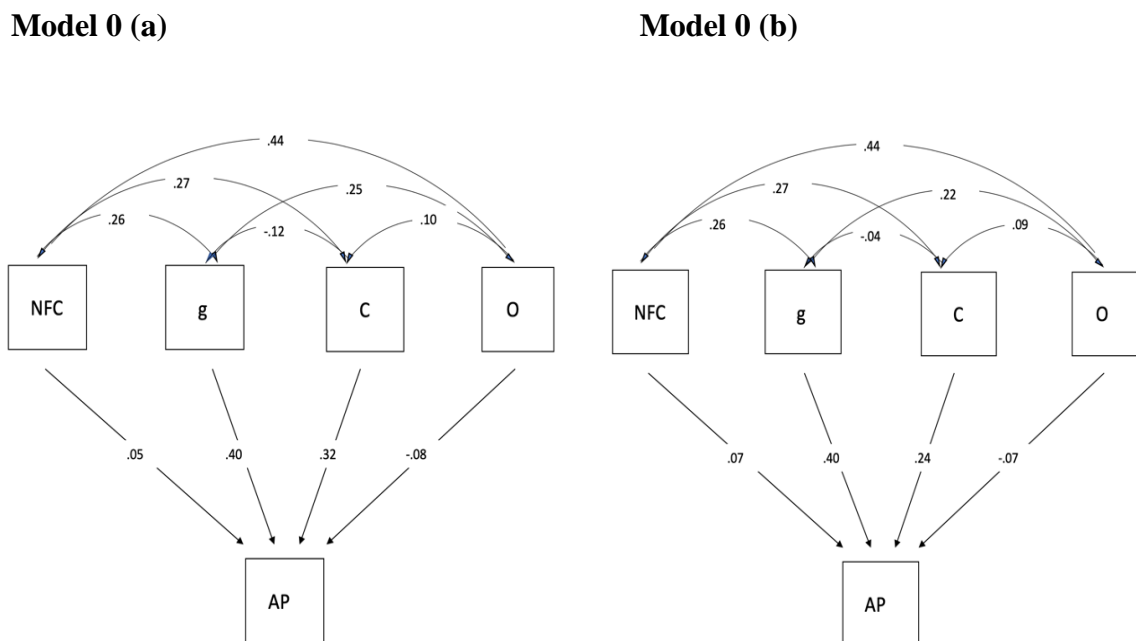 Model 0 (a)
Model 0 (b)
.44
.27
.25
.26
-.12
.10
NFC
g
C
O
.05
.40
.32
-.08
AP
.44
.27
.22
.26
-.04
.09
NFC
g
C
O
.07
.40
.24
-.07
AP